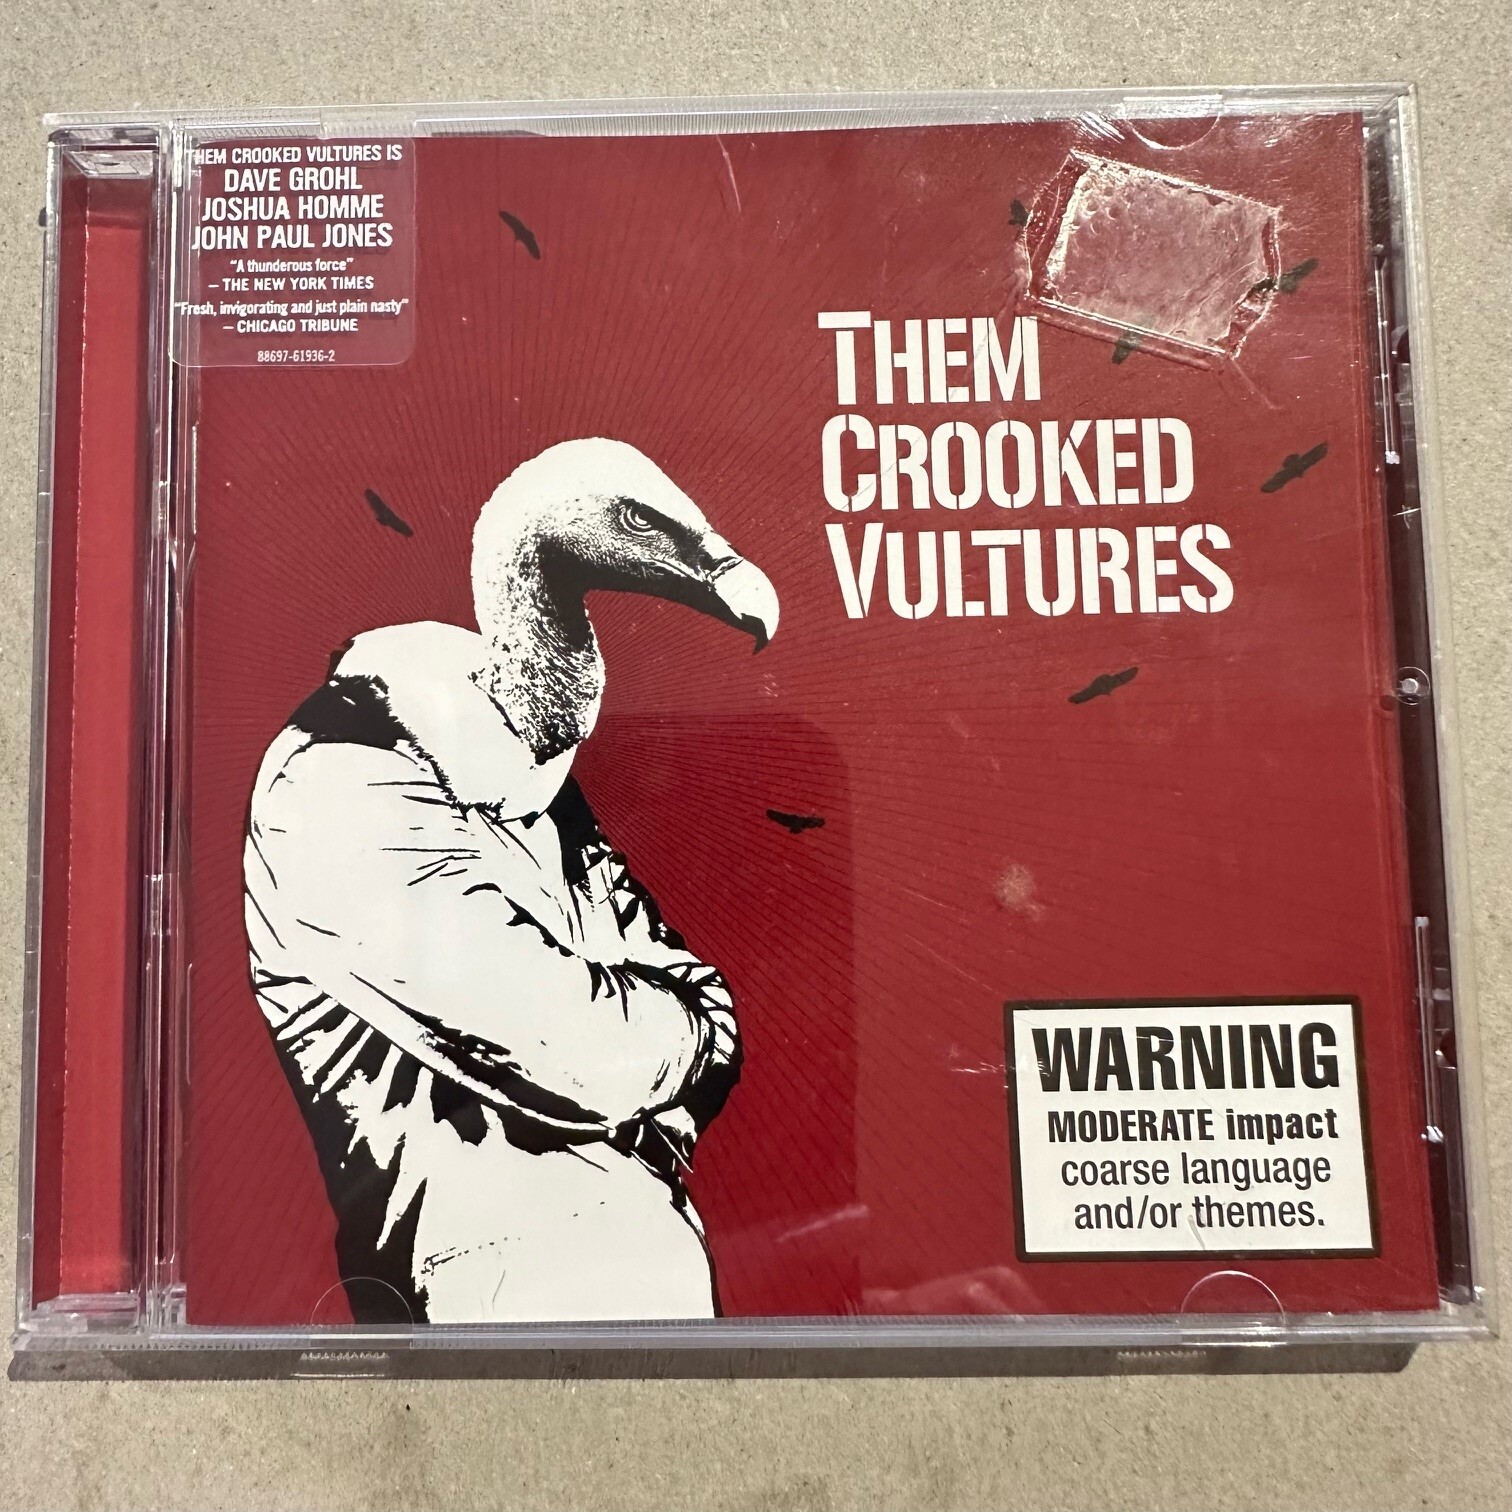 THEM CROOKED VULTURES IS
DAVE GROHL
JOSHUA HOMME
JOHN PAUL JONES
"A thunderous force"
– THE NEW YORK TIMES
"Fresh, invigorating and just plain nasty"
– CHICAGO TRIBUNE
88697-61936-2
THEM
CROOKED
VULTURES
WARNING
MODERATE impact
coarse language
and/or themes.